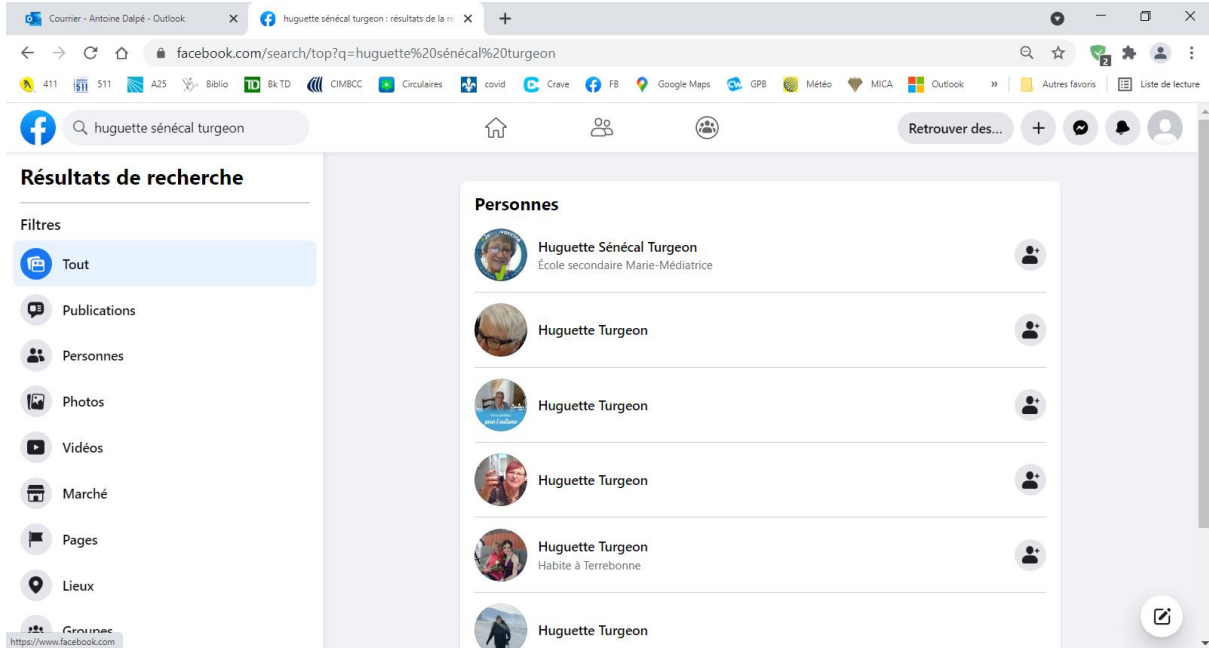 Courrier - Antoine Dalpé - Outlook
huguette sénécal turgeon : résultats de la re
facebook.com/search/top?q=huguette%20sénécal%20turgeon
411 511 A25 Biblio TD Bk TD CIMBCC Circulaires covid Crave FB Google Maps GPB Météo MICA Outlook » Autres favoris Liste de lecture
huguette sénécal turgeon
Retrouver des...
Résultats de recherche
Filtres
Tout
Publications
Personnes
Photos
Vidéos
Marché
Pages
Lieux
Groupes
https://www.facebook.com
Personnes
Huguette Sénécal Turgeon
École secondaire Marie-Médiatrice
Huguette Turgeon
Huguette Turgeon
pour l'autisme
Huguette Turgeon
Huguette Turgeon
Habite à Terrebonne
Huguette Turgeon